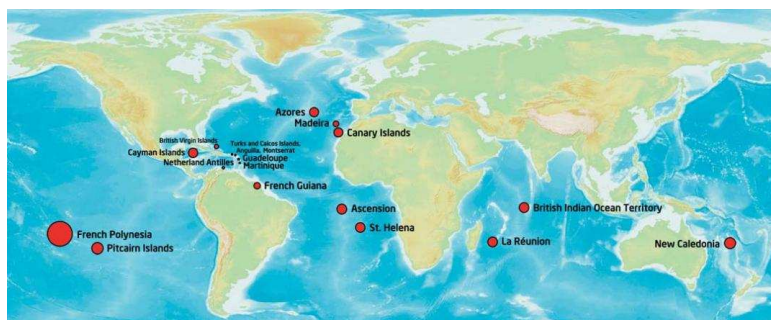 Azores
Madeira
Canary Islands
British Virgin Islands
Turks and Caicos Islands,
Anguilla, Montserrat
Cayman Islands
Guadeloupe
Netherland Antilles
Martinique
French Guiana
Ascension
British Indian Ocean Territory
St. Helena
French Polynesia
La Réunion
New Caledonia
Pitcairn Islands